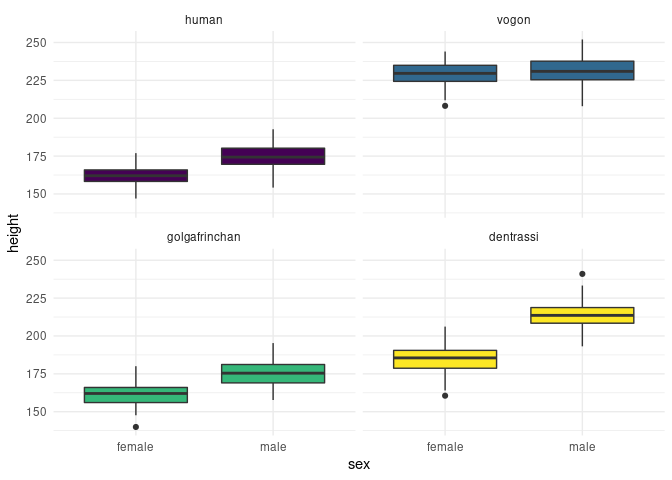 human vogon
250
225
200
175
150
golgafrinchan dentrassi
250
225
200
175
150
height
female male female male
sex